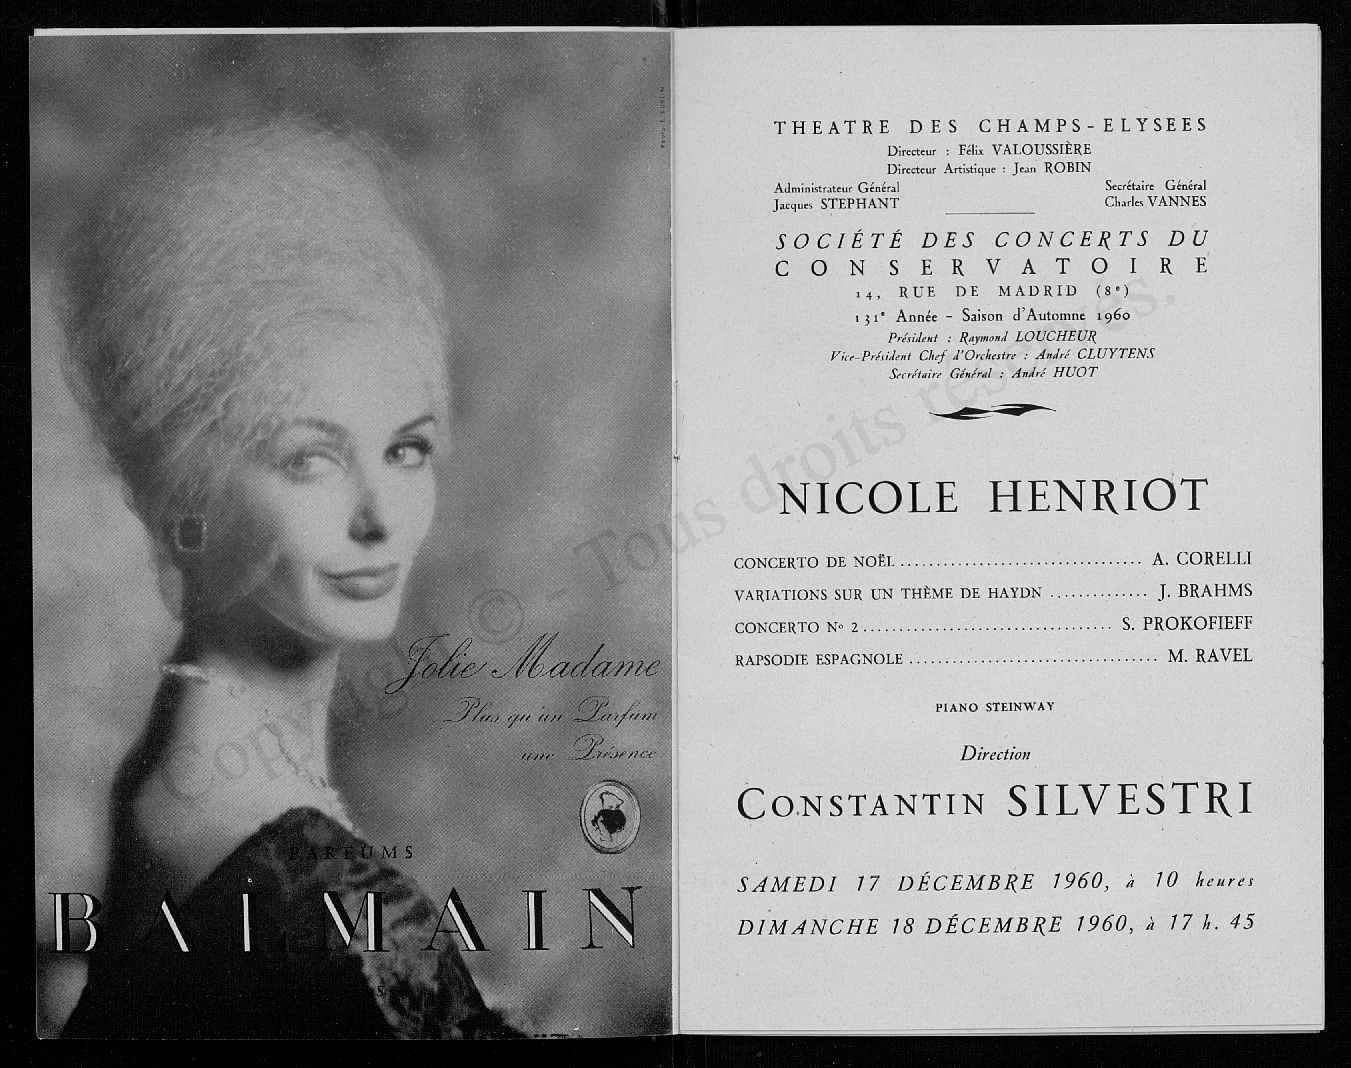 Photo T. KUBLIN
Jolie Madame
Plus qu'un Parfum
une Présence
PARFUMS
BALMAIN
THEATRE DES CHAMPS-ELYSEES
Directeur : Félix VALOUSSIÈRE
Directeur Artistique : Jean ROBIN
Administrateur Général
Jacques STEPHANT
Secrétaire Général
Charles VANNES
SOCIÉTÉ DES CONCERTS DU
CONSERVATOIRE
14, RUE DE MADRID (8e)
131e Année - Saison d'Automne 1960
Président : Raymond LOUCHEUR
Vice-Président Chef d'Orchestre : André CLUYTENS
Secrétaire Général : André HUOT
NICOLE HENRIOT
CONCERTO DE NOËL ................................. A. CORELLI
VARIATIONS SUR UN THÈME DE HAYDN .............. J. BRAHMS
CONCERTO No 2 .................................. S. PROKOFIEFF
RAPSODIE ESPAGNOLE .................................. M. RAVEL
PIANO STEINWAY
Direction
CONSTANTIN SILVESTRI
SAMEDI 17 DÉCEMBRE 1960, à 10 heures
DIMANCHE 18 DÉCEMBRE 1960, à 17 h. 45
Copyright © - Tous droits réservés.